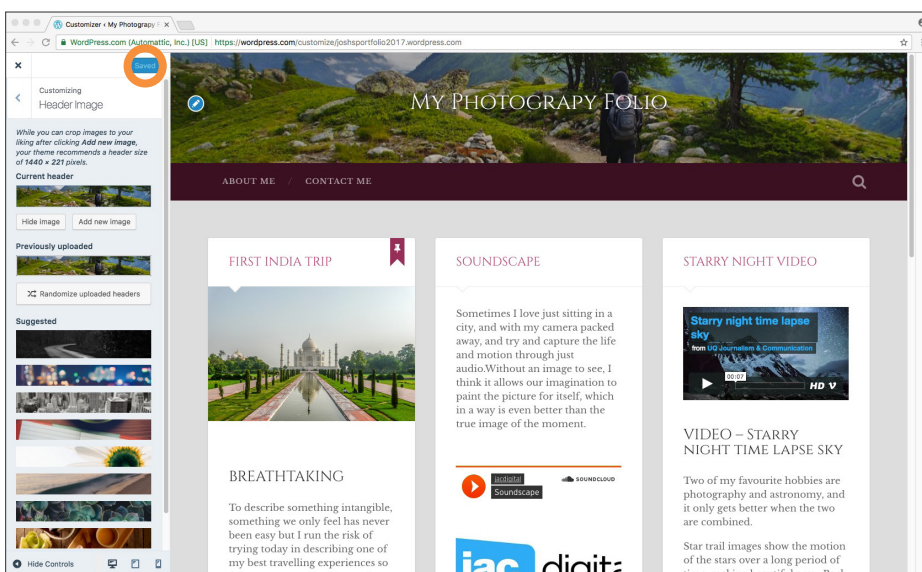 Customizer ‹ My Photograpy F
WordPress.com (Automattic, Inc.) [US] https://wordpress.com/customize/joshsportfolio2017.wordpress.com
Saved
Customizing
Header Image
While you can crop images to your
liking after clicking Add new image,
your theme recommends a header size
of 1440 × 221 pixels.
Current header
Hide image Add new image
Previously uploaded
Randomize uploaded headers
Suggested
Hide Controls
My Photograpy Folio
ABOUT ME / CONTACT ME
FIRST INDIA TRIP
BREATHTAKING
To describe something intangible,
something we only feel has never
been easy but I run the risk of
trying today in describing one of
my best travelling experiences so
SOUNDSCAPE
Sometimes I love just sitting in a
city, and with my camera packed
away, and try and capture the life
and motion through just
audio.Without an image to see, I
think it allows our imagination to
paint the picture for itself, which
in a way is even better than the
true image of the moment.
jacdigital
Soundscape
SOUNDCLOUD
jac digita
STARRY NIGHT VIDEO
Starry night time lapse
sky
from UQ Journalism & Communication
00:07
HD
VIDEO – Starry
night time lapse sky
Two of my favourite hobbies are
photography and astronomy, and
it only gets better when the two
are combined.
Star trail images show the motion
of the stars over a long period of